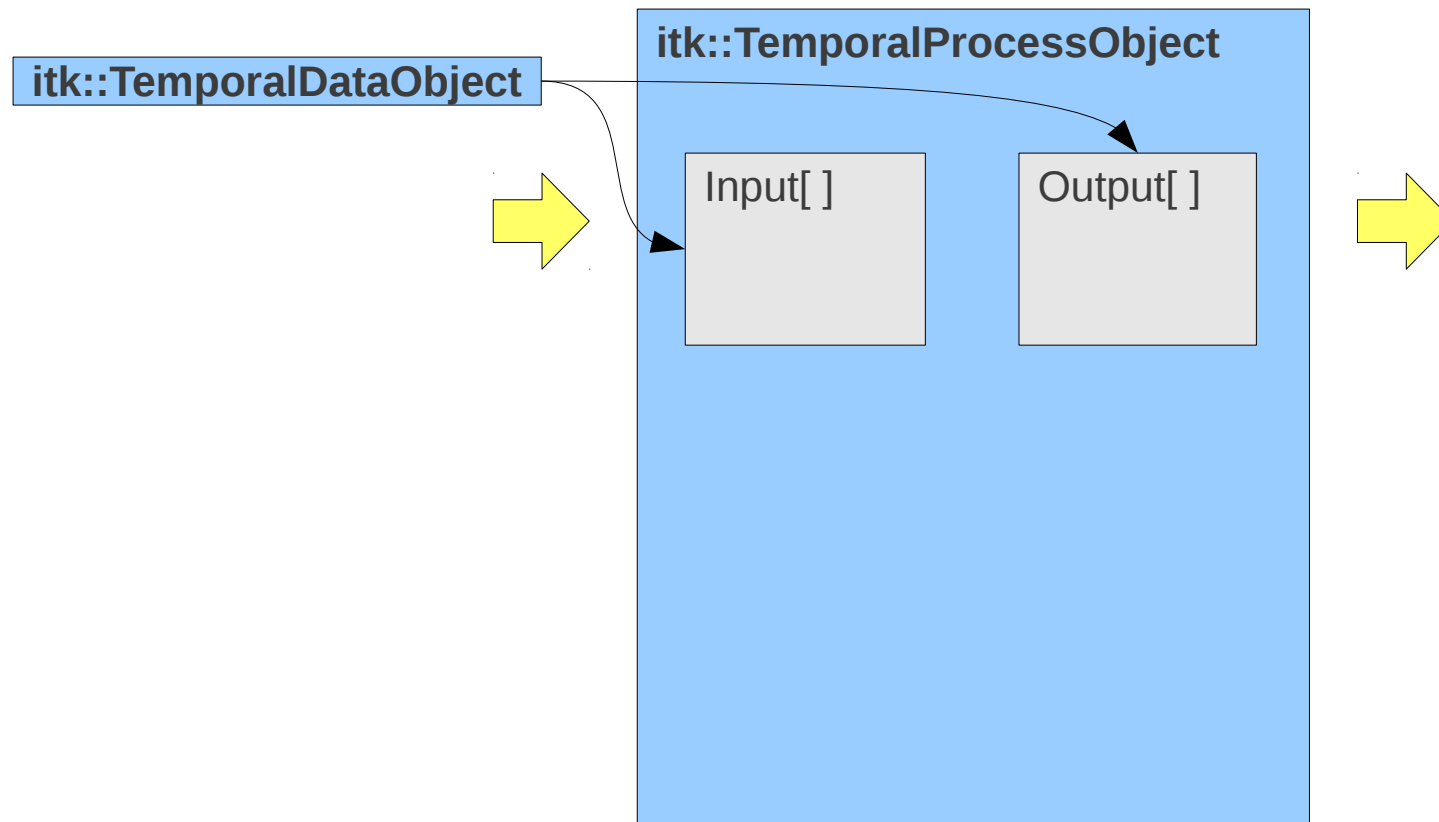 itk::TemporalProcessObject
itk::TemporalDataObject
Input[ ]
Output[ ]